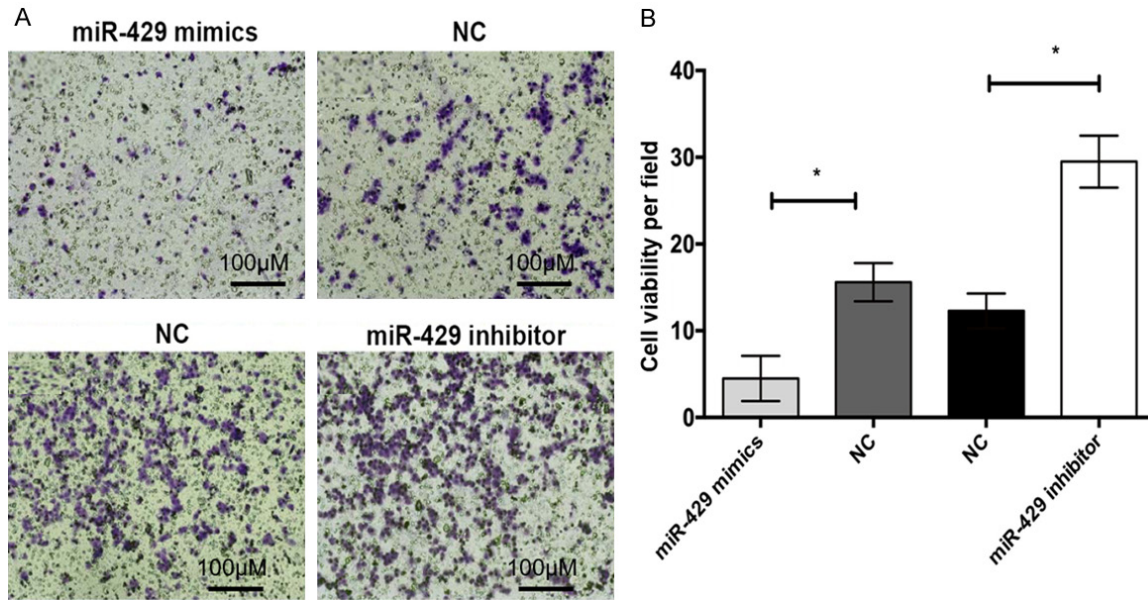 A
miR-429 mimics
NC
100µM
100µM
NC
miR-429 inhibitor
100µM
100µM
B
Cell viability per field
40
30
20
10
0
*
*
miR-429 mimics
NC
NC
miR-429 inhibitor